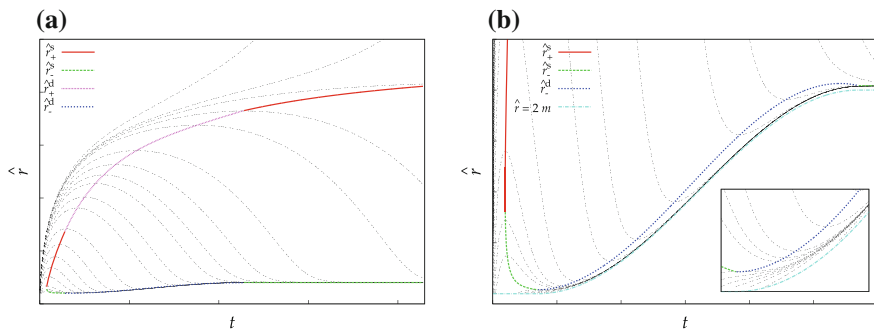 (a)
r̂₊ˢ
r̂₋ˢ
r̂₊ᵈ
r̂₋ᵈ
r̂
t
(b)
r̂₊ˢ
r̂₋ˢ
r̂₋ᵈ
r̂ = 2 m
r̂
t